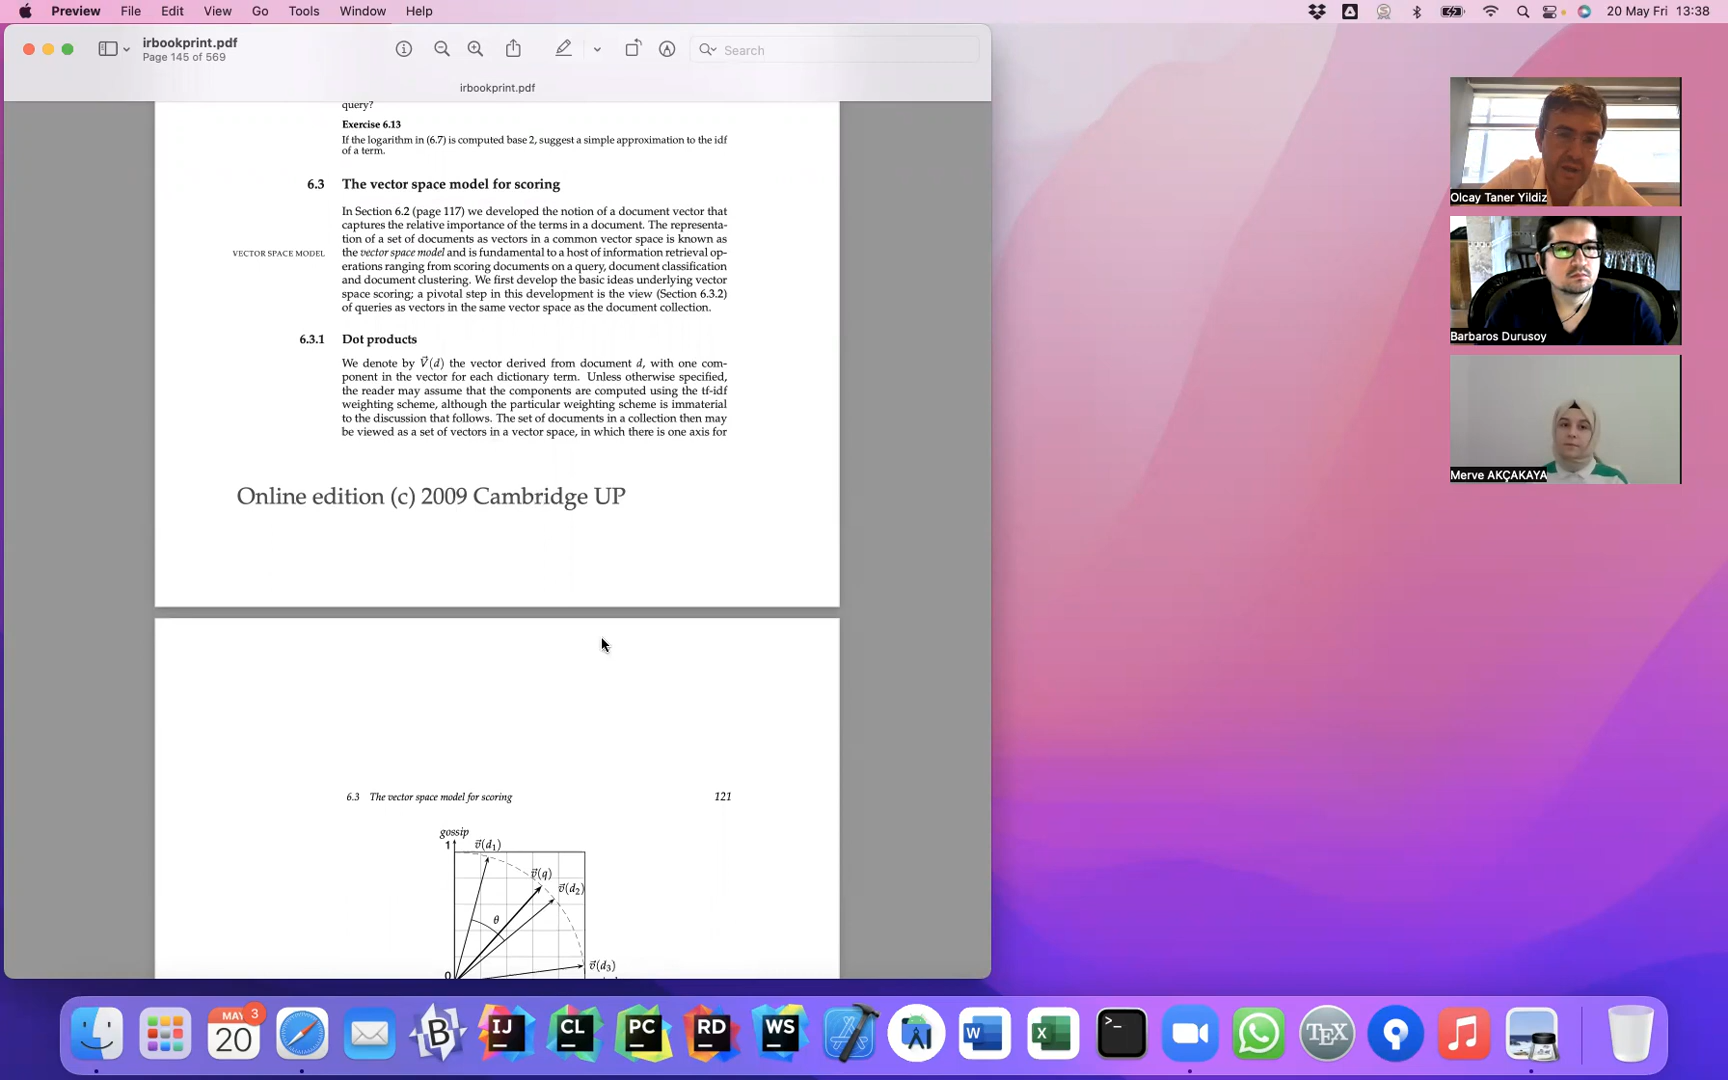 Preview File Edit View Go Tools Window Help
20 May Fri 13:38
irbookprint.pdf
Page 145 of 569
Search
irbookprint.pdf
query?
Exercise 6.13
If the logarithm in (6.7) is computed base 2, suggest a simple approximation to the idf
of a term.
6.3 The vector space model for scoring
In Section 6.2 (page 117) we developed the notion of a document vector that
captures the relative importance of the terms in a document. The representa-
tion of a set of documents as vectors in a common vector space is known as
VECTOR SPACE MODEL
the vector space model and is fundamental to a host of information retrieval op-
erations ranging from scoring documents on a query, document classification
and document clustering. We first develop the basic ideas underlying vector
space scoring; a pivotal step in this development is the view (Section 6.3.2)
of queries as vectors in the same vector space as the document collection.
6.3.1 Dot products
We denote by V⃗(d) the vector derived from document d, with one com-
ponent in the vector for each dictionary term. Unless otherwise specified,
the reader may assume that the components are computed using the tf-idf
weighting scheme, although the particular weighting scheme is immaterial
to the discussion that follows. The set of documents in a collection then may
be viewed as a set of vectors in a vector space, in which there is one axis for
Online edition (c) 2009 Cambridge UP
6.3 The vector space model for scoring 121
gossip
1
v⃗(d₁)
v⃗(q)
v⃗(d₂)
θ
v⃗(d₃)
0
Olcay Taner Yildiz
Barbaros Durusoy
Merve AKÇAKAYA
MAY
3
20
B
IJ
CL
PC
RD
WS
W
X
>_
TEX